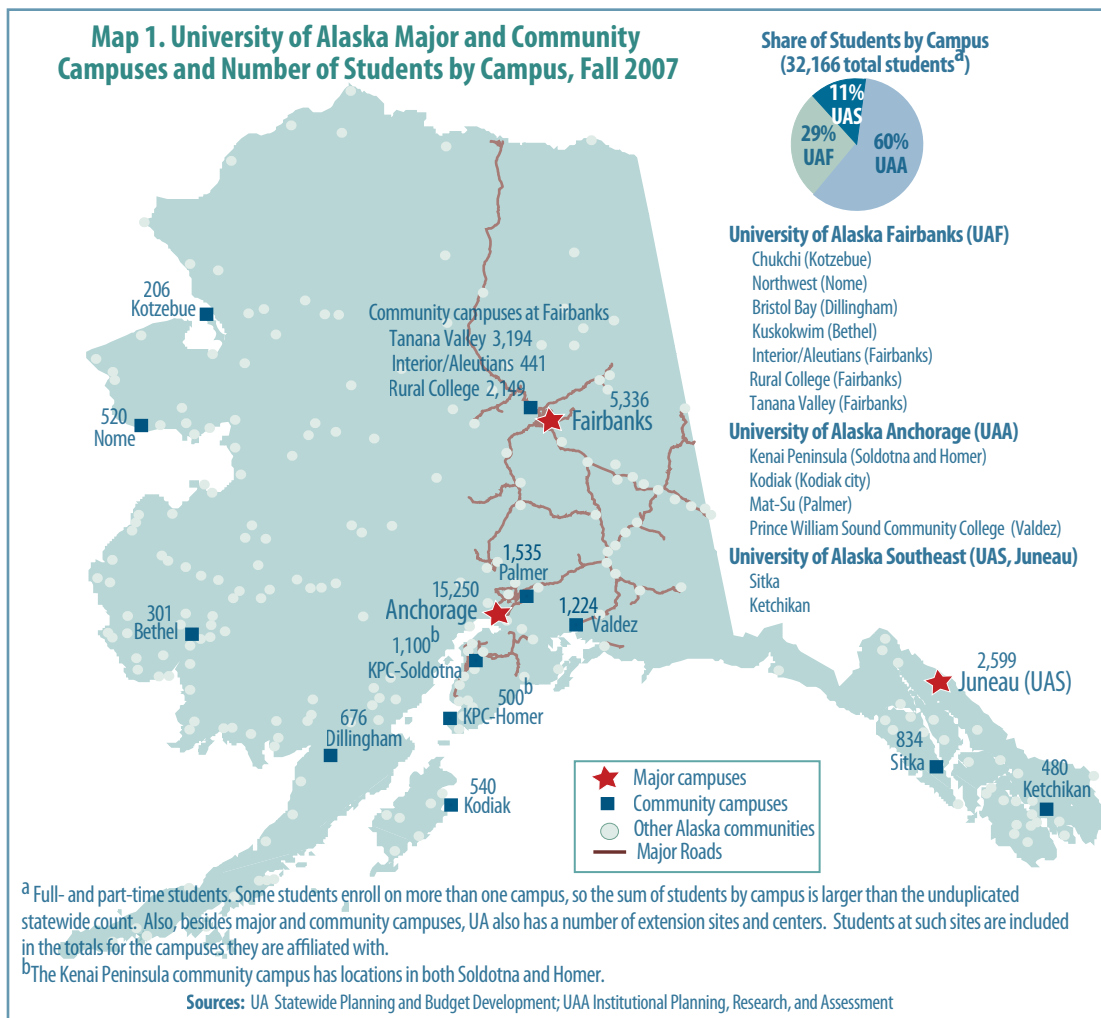 Map 1. University of Alaska Major and Community
Campuses and Number of Students by Campus, Fall 2007
Share of Students by Campus
(32,166 total students a)
11%
UAS
29%
UAF
60%
UAA
University of Alaska Fairbanks (UAF)
Chukchi (Kotzebue)
Northwest (Nome)
Bristol Bay (Dillingham)
Kuskokwim (Bethel)
Interior/Aleutians (Fairbanks)
Rural College (Fairbanks)
Tanana Valley (Fairbanks)
University of Alaska Anchorage (UAA)
Kenai Peninsula (Soldotna and Homer)
Kodiak (Kodiak city)
Mat-Su (Palmer)
Prince William Sound Community College (Valdez)
University of Alaska Southeast (UAS, Juneau)
Sitka
Ketchikan
206
Kotzebue
Community campuses at Fairbanks
Tanana Valley 3,194
Interior/Aleutians 441
Rural College 2,149
5,336
Fairbanks
520
Nome
1,535
Palmer
15,250
Anchorage
1,224
Valdez
301
Bethel
1,100 b
KPC-Soldotna
500 b
KPC-Homer
676
Dillingham
540
Kodiak
2,599
Juneau (UAS)
834
Sitka
480
Ketchikan
Major campuses
Community campuses
Other Alaska communities
Major Roads
a Full- and part-time students. Some students enroll on more than one campus, so the sum of students by campus is larger than the unduplicated
statewide count. Also, besides major and community campuses, UA also has a number of extension sites and centers. Students at such sites are included
in the totals for the campuses they are affiliated with.
b The Kenai Peninsula community campus has locations in both Soldotna and Homer.
Sources: UA Statewide Planning and Budget Development; UAA Institutional Planning, Research, and Assessment